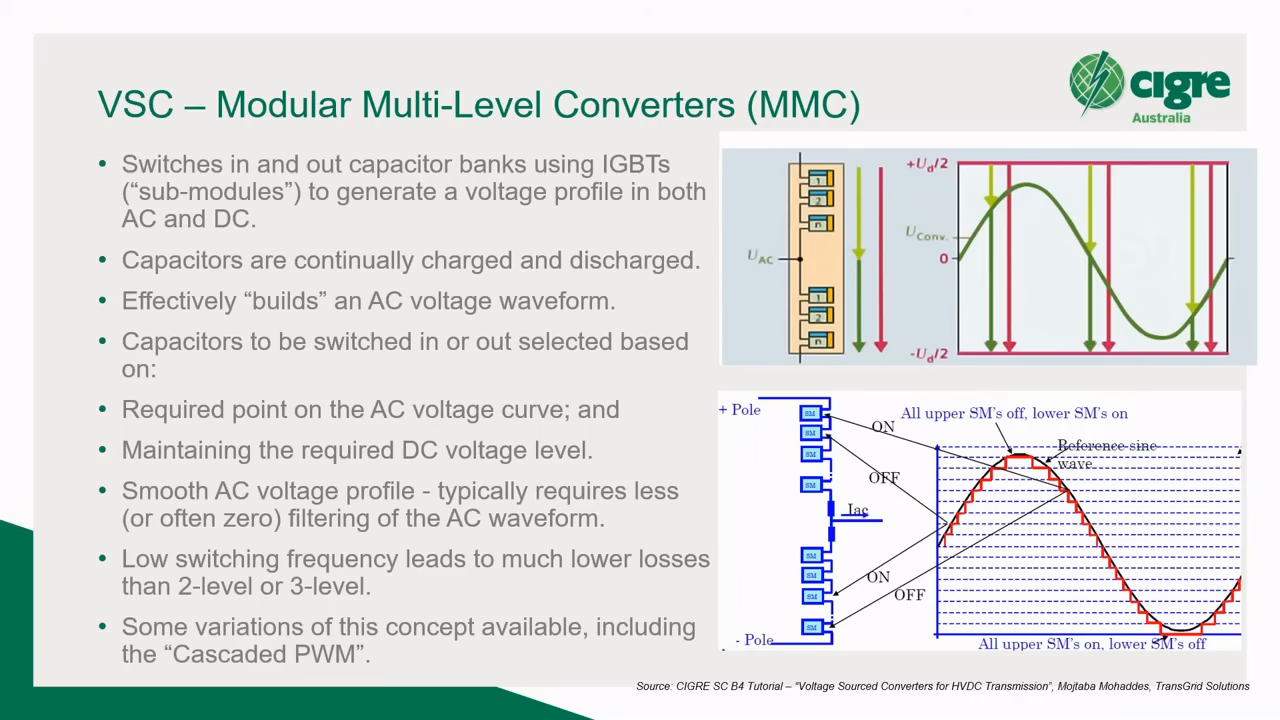 VSC – Modular Multi-Level Converters (MMC)
cigre
Australia
• Switches in and out capacitor banks using IGBTs
(“sub-modules”) to generate a voltage profile in both
AC and DC.
• Capacitors are continually charged and discharged.
• Effectively “builds” an AC voltage waveform.
• Capacitors to be switched in or out selected based
on:
• Required point on the AC voltage curve; and
• Maintaining the required DC voltage level.
• Smooth AC voltage profile - typically requires less
(or often zero) filtering of the AC waveform.
• Low switching frequency leads to much lower losses
than 2-level or 3-level.
• Some variations of this concept available, including
the “Cascaded PWM”.
1
2
n
UAC
1
2
n
+Ud/2
UConv.
0
-Ud/2
+ Pole
SM
SM
SM
SM
Iac
SM
SM
SM
SM
- Pole
ON
OFF
ON
OFF
All upper SM's off, lower SM's on
Reference sine
wave
All upper SM's on, lower SM's off
Source: CIGRE SC B4 Tutorial – “Voltage Sourced Converters for HVDC Transmission”, Mojtaba Mohaddes, TransGrid Solutions